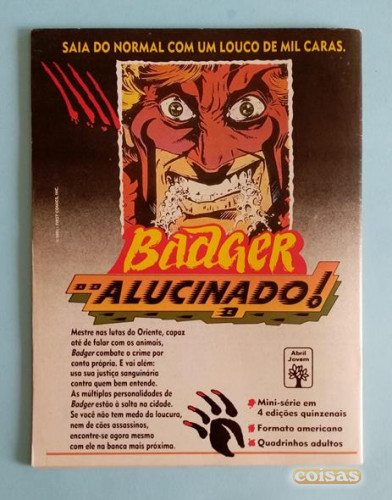 SAIA DO NORMAL COM UM LOUCO DE MIL CARAS.
BADGER
ALUCINADO!
Mestre nas lutas do Oriente, capaz
até de falar com os animais,
Badger combate o crime por
conta própria. E vai além:
usa sua justiça sanguinária
contra quem bem entende.
As múltiplas personalidades de
Badger estão à solta na cidade.
Se você não tem medo da loucura,
nem de cães assassinos,
encontre-se agora mesmo
com ele na banca mais próxima.
Abril
Jovem
Mini-série em
4 edições quinzenais
Formato americano
Quadrinhos adultos
coisas